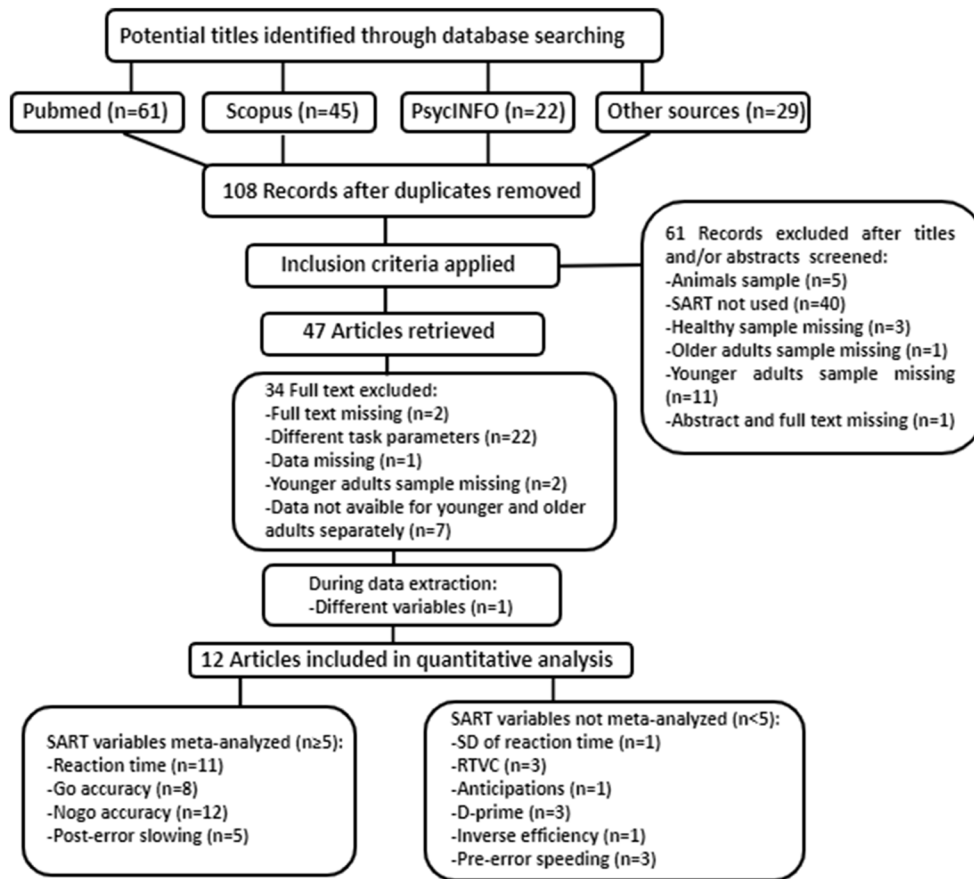 Potential titles identified through database searching
Pubmed (n=61)
Scopus (n=45)
PsycINFO (n=22)
Other sources (n=29)
108 Records after duplicates removed
Inclusion criteria applied
61 Records excluded after titles
and/or abstracts screened:
-Animals sample (n=5)
-SART not used (n=40)
-Healthy sample missing (n=3)
-Older adults sample missing (n=1)
-Younger adults sample missing
(n=11)
-Abstract and full text missing (n=1)
47 Articles retrieved
34 Full text excluded:
-Full text missing (n=2)
-Different task parameters (n=22)
-Data missing (n=1)
-Younger adults sample missing (n=2)
-Data not avaible for younger and older
adults separately (n=7)
During data extraction:
-Different variables (n=1)
12 Articles included in quantitative analysis
SART variables meta-analyzed (n≥5):
-Reaction time (n=11)
-Go accuracy (n=8)
-Nogo accuracy (n=12)
-Post-error slowing (n=5)
SART variables not meta-analyzed (n<5):
-SD of reaction time (n=1)
-RTVC (n=3)
-Anticipations (n=1)
-D-prime (n=3)
-Inverse efficiency (n=1)
-Pre-error speeding (n=3)